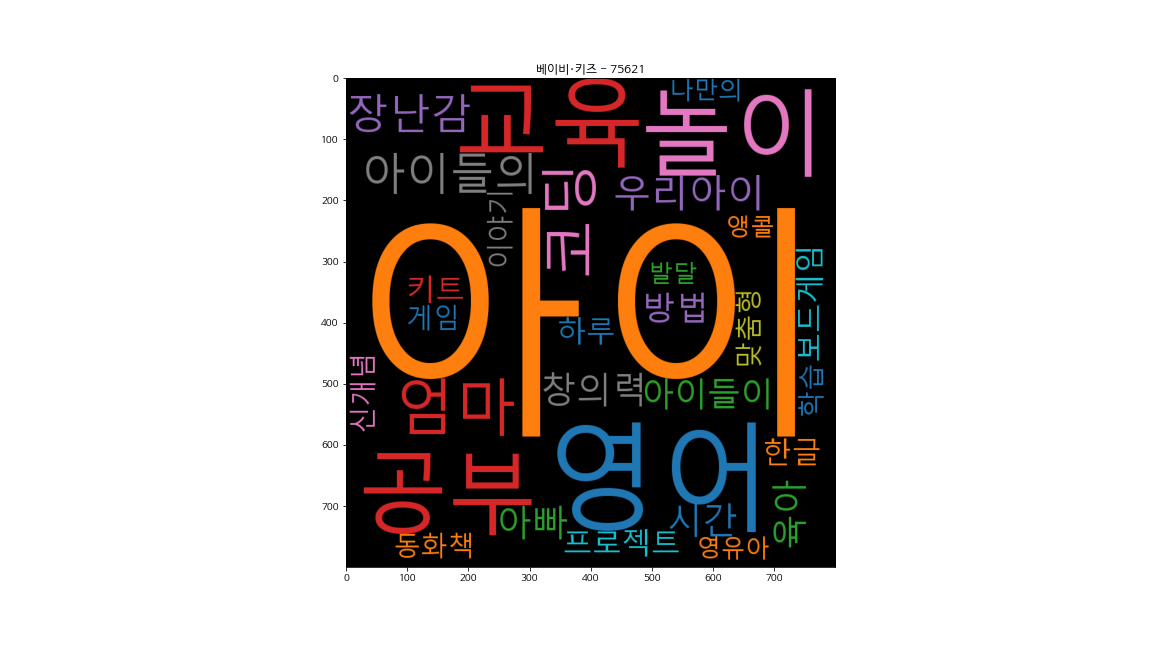 베이비·키즈 - 75621
0
100
200
300
400
500
600
700
0
100
200
300
400
500
600
700
나만의
장난감
교육
놀이
아이들의
코딩
우리아이
이야기
앵콜
아이
발달
키트
방법
게임
하루
맞춤형
보드게임
신개념
창의력
아이들이
학습
엄마
영어
한글
공부
아빠
시간
육아
동화책
프로젝트
영유아